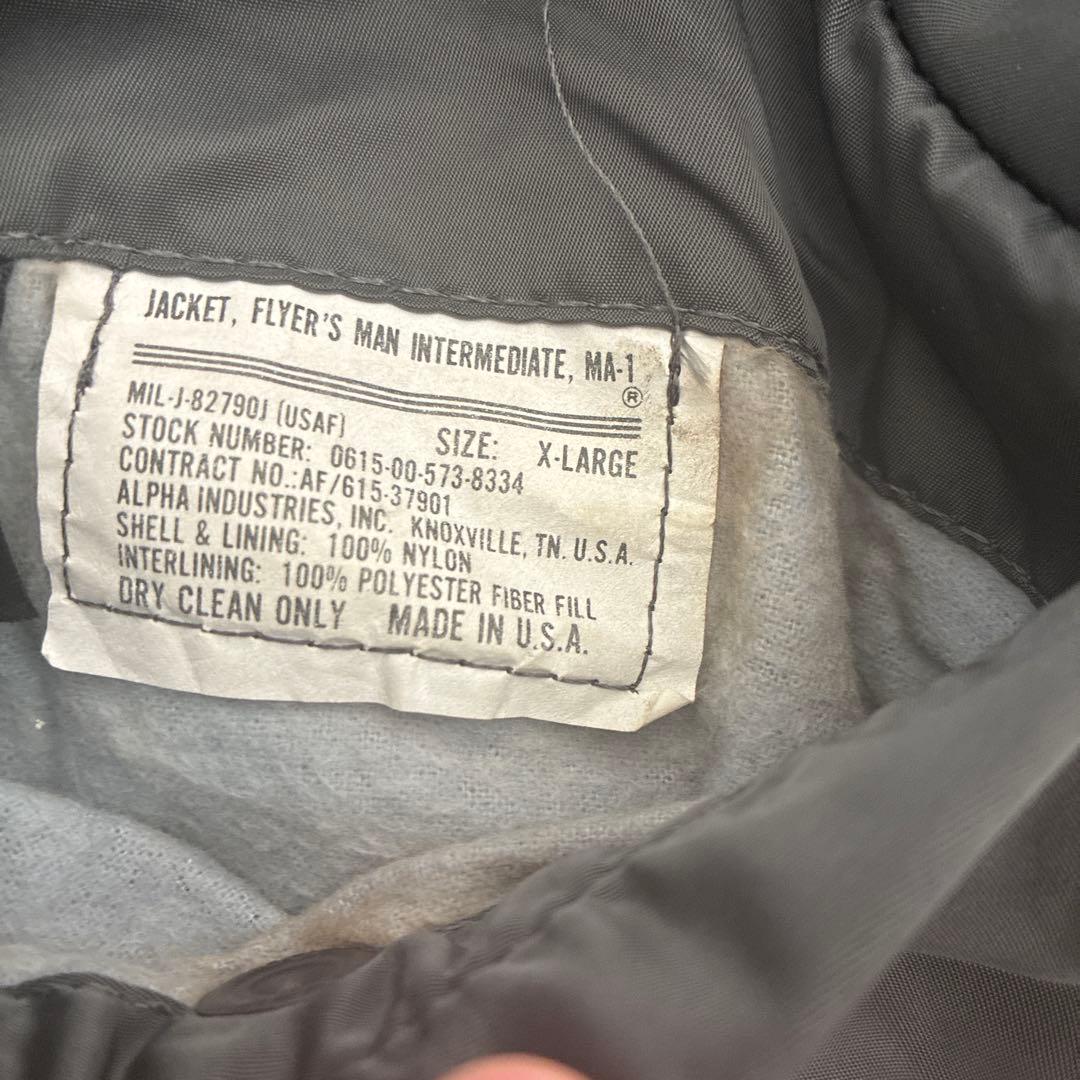 JACKET, FLYER'S MAN INTERMEDIATE, MA-1 ®
MIL-J-82790J (USAF) SIZE: X-LARGE
STOCK NUMBER: 0615-00-573-8334
CONTRACT NO.:AF/615-37901
ALPHA INDUSTRIES, INC. KNOXVILLE, TN. U.S.A.
SHELL & LINING: 100% NYLON
INTERLINING: 100% POLYESTER FIBER FILL
DRY CLEAN ONLY MADE IN U.S.A.